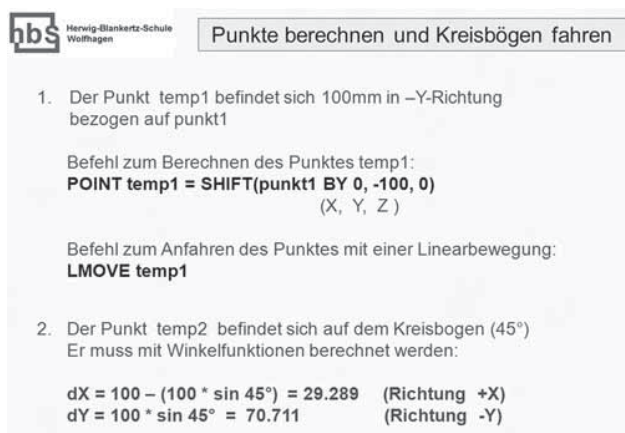 hbs Herwig-Blankertz-Schule
Wolfhagen
Punkte berechnen und Kreisbögen fahren
1. Der Punkt temp1 befindet sich 100mm in –Y-Richtung
bezogen auf punkt1
Befehl zum Berechnen des Punktes temp1:
POINT temp1 = SHIFT(punkt1 BY 0, -100, 0)
(X, Y, Z )
Befehl zum Anfahren des Punktes mit einer Linearbewegung:
LMOVE temp1
2. Der Punkt temp2 befindet sich auf dem Kreisbogen (45°)
Er muss mit Winkelfunktionen berechnet werden:
dX = 100 – (100 * sin 45°) = 29.289 (Richtung +X)
dY = 100 * sin 45° = 70.711 (Richtung -Y)